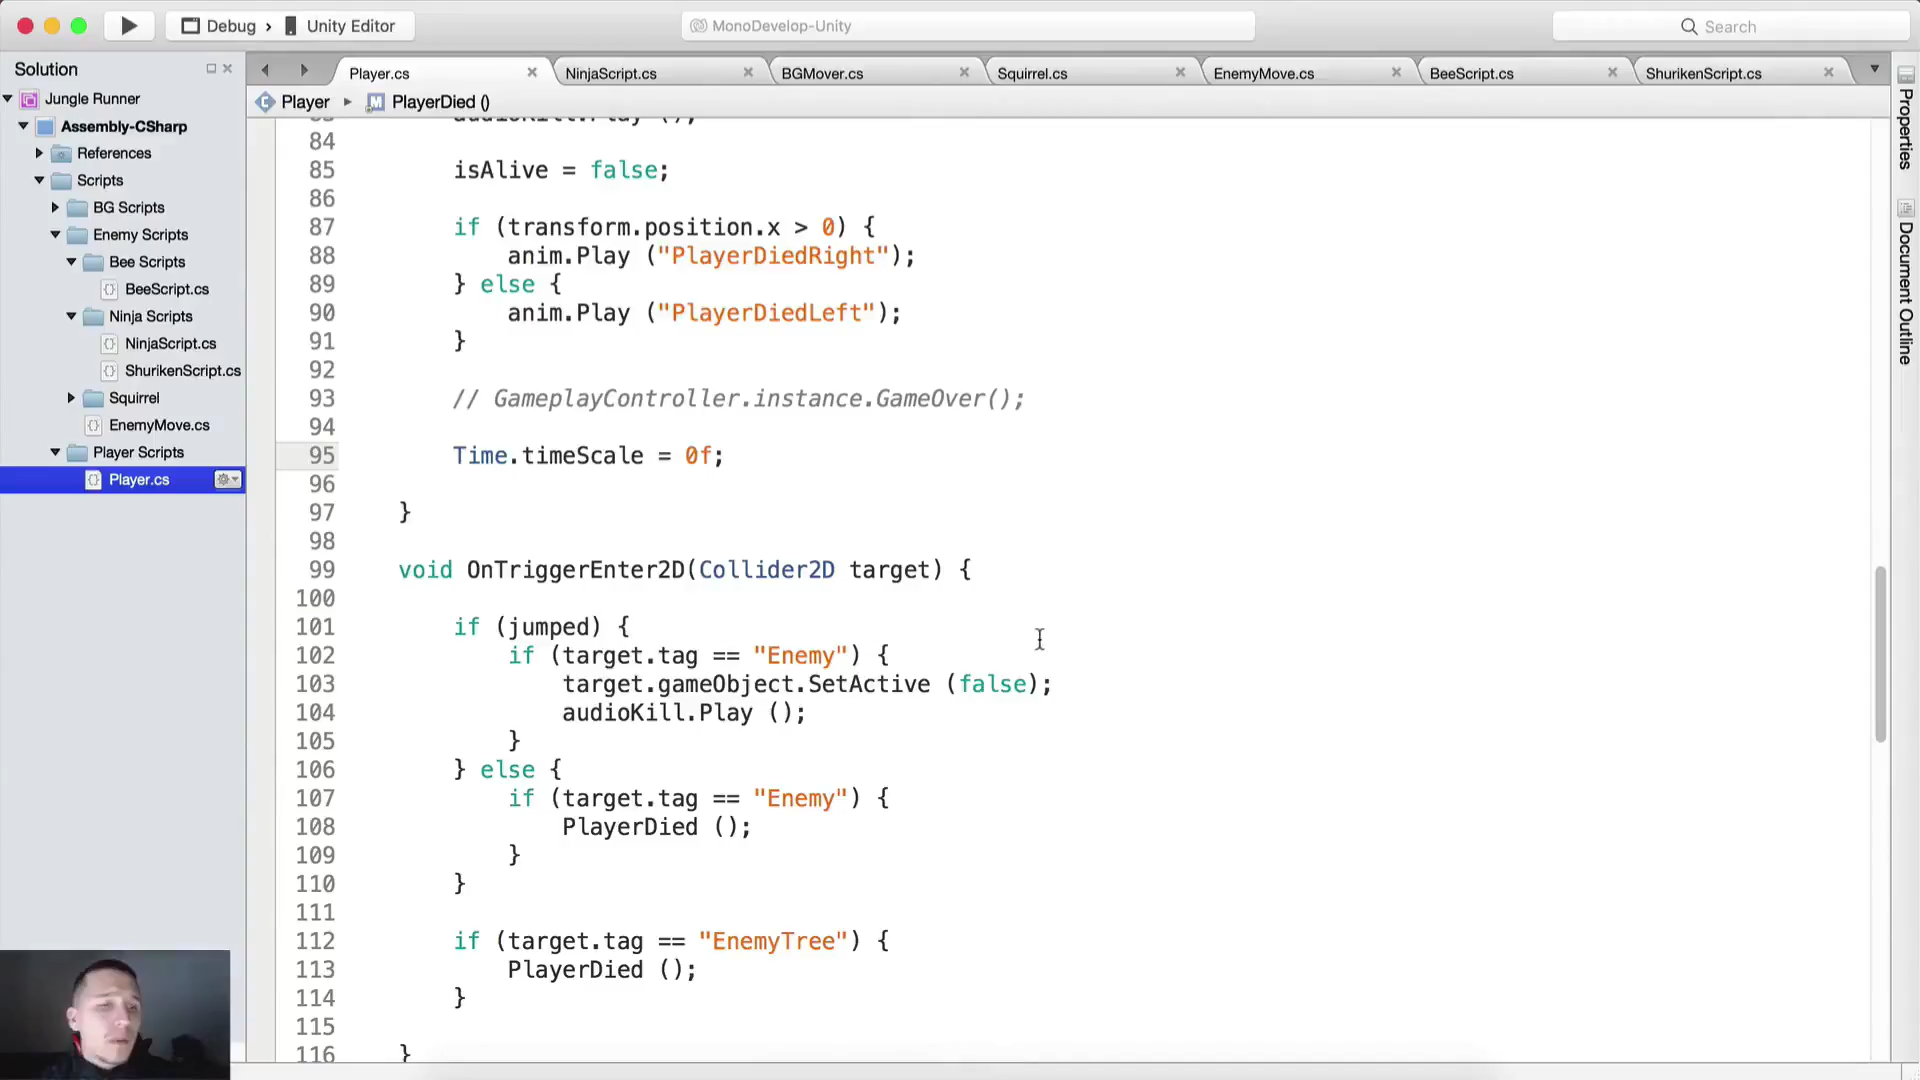 Debug › Unity Editor
MonoDevelop-Unity
Search
Solution
Player.cs
NinjaScript.cs
BGMover.cs
Squirrel.cs
EnemyMove.cs
BeeScript.cs
ShurikenScript.cs
Player
PlayerDied ()
Jungle Runner
Assembly-CSharp
References
Scripts
BG Scripts
Enemy Scripts
Bee Scripts
BeeScript.cs
Ninja Scripts
NinjaScript.cs
ShurikenScript.cs
Squirrel
EnemyMove.cs
Player Scripts
Player.cs
83 audioKill.Play ();
84
85 isAlive = false;
86
87 if (transform.position.x > 0) {
88 anim.Play ("PlayerDiedRight");
89 } else {
90 anim.Play ("PlayerDiedLeft");
91 }
92
93 // GameplayController.instance.GameOver();
94
95 Time.timeScale = 0f;
96
97 }
98
99 void OnTriggerEnter2D(Collider2D target) {
100
101 if (jumped) {
102 if (target.tag == "Enemy") {
103 target.gameObject.SetActive (false);
104 audioKill.Play ();
105 }
106 } else {
107 if (target.tag == "Enemy") {
108 PlayerDied ();
109 }
110 }
111
112 if (target.tag == "EnemyTree") {
113 PlayerDied ();
114 }
115
116 }
Properties
Document Outline